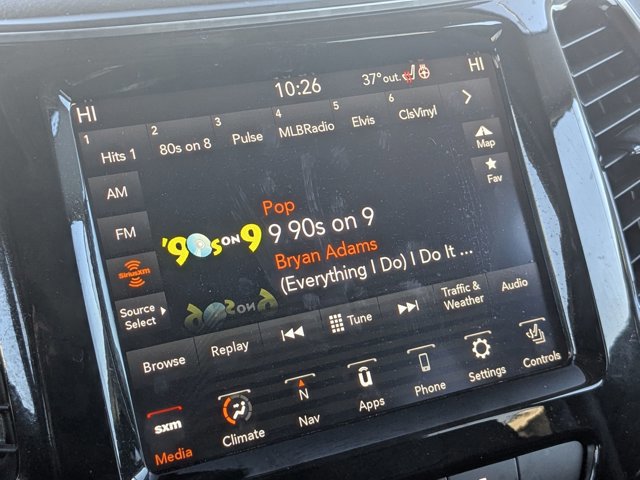 10:26
37° out.
HI
HI
1 Hits 1
2 80s on 8
3 Pulse
4 MLBRadio
5 Elvis
6 ClsVinyl
Map
Fav
AM
FM
SiriusXM
Source
Select
'90s ON 9
Pop
9 90s on 9
Bryan Adams
(Everything I Do) I Do It ...
Browse
Replay
Tune
Traffic &
Weather
Audio
sxm
Media
Climate
N
Nav
Apps
Phone
Settings
Controls